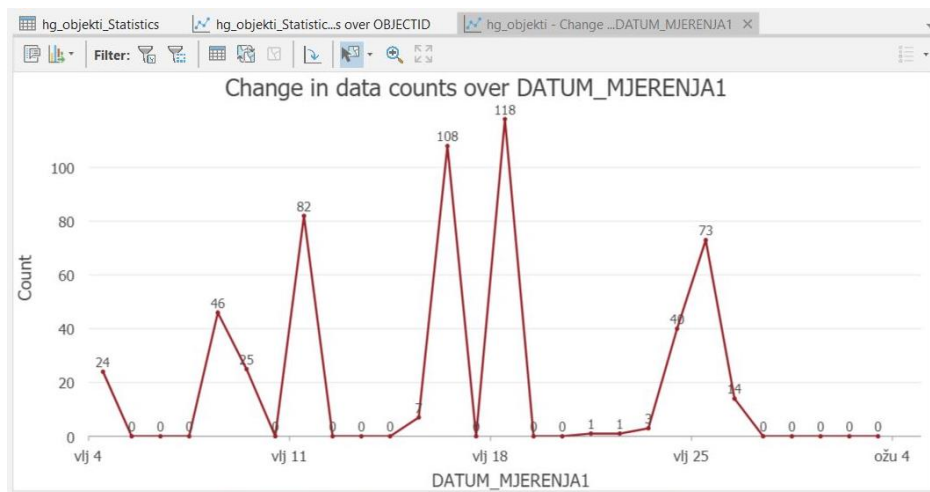 hg_objekti_Statistics
hg_objekti_Statistic...s over OBJECTID
hg_objekti - Change ...DATUM_MJERENJA1
Filter:
Change in data counts over DATUM_MJERENJA1
118
108
100
82
80
73
60
46
40
40
25
24
20
14
7
3
1 1
0 0 0 0 0 0 0 0 0 0 0 0 0 0 0 0
0
Count
vlj 4 vlj 11 vlj 18 vlj 25 ožu 4
DATUM_MJERENJA1